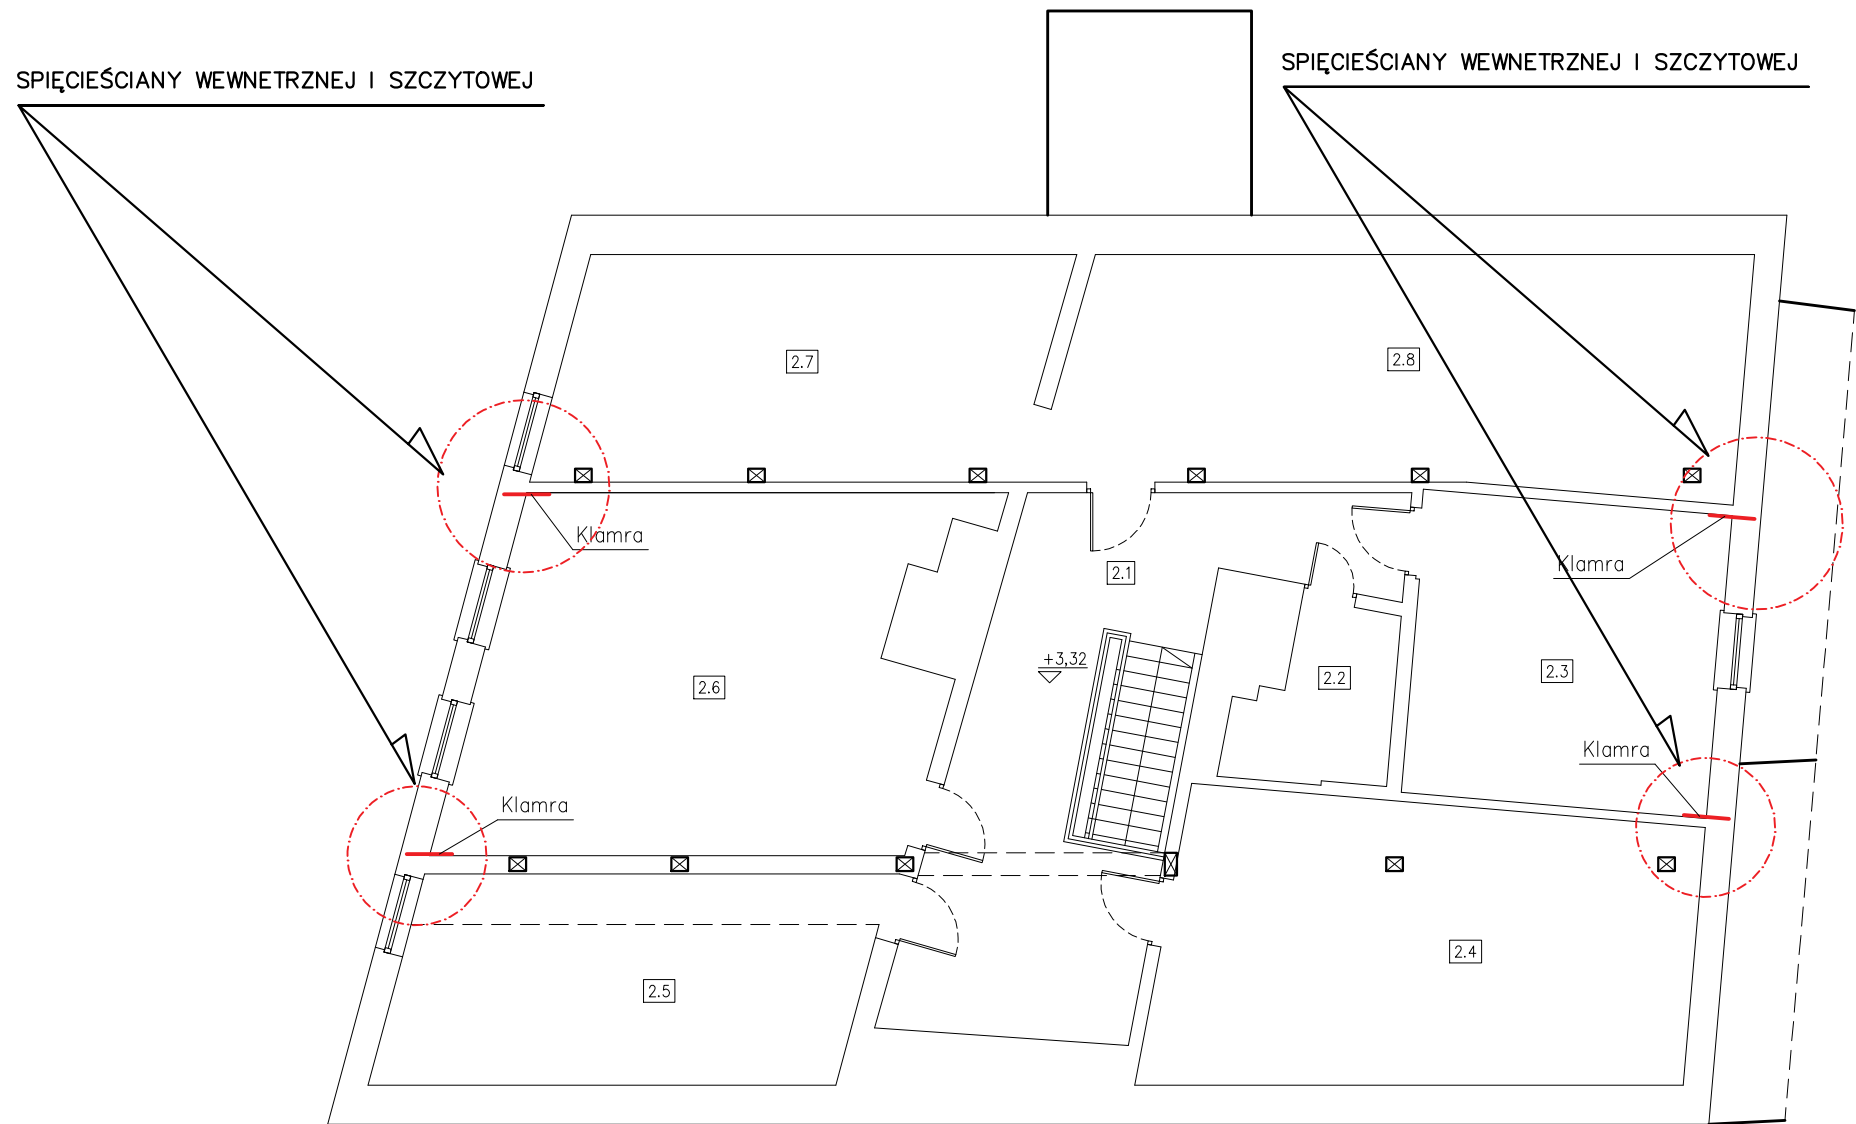 SPIĘCIEŚCIANY WEWNETRZNEJ I SZCZYTOWEJ
SPIĘCIEŚCIANY WEWNETRZNEJ I SZCZYTOWEJ
2.7
2.8
Klamra
Klamra
2.1
+3,32
2.6
2.2
2.3
Klamra
Klamra
2.5
2.4